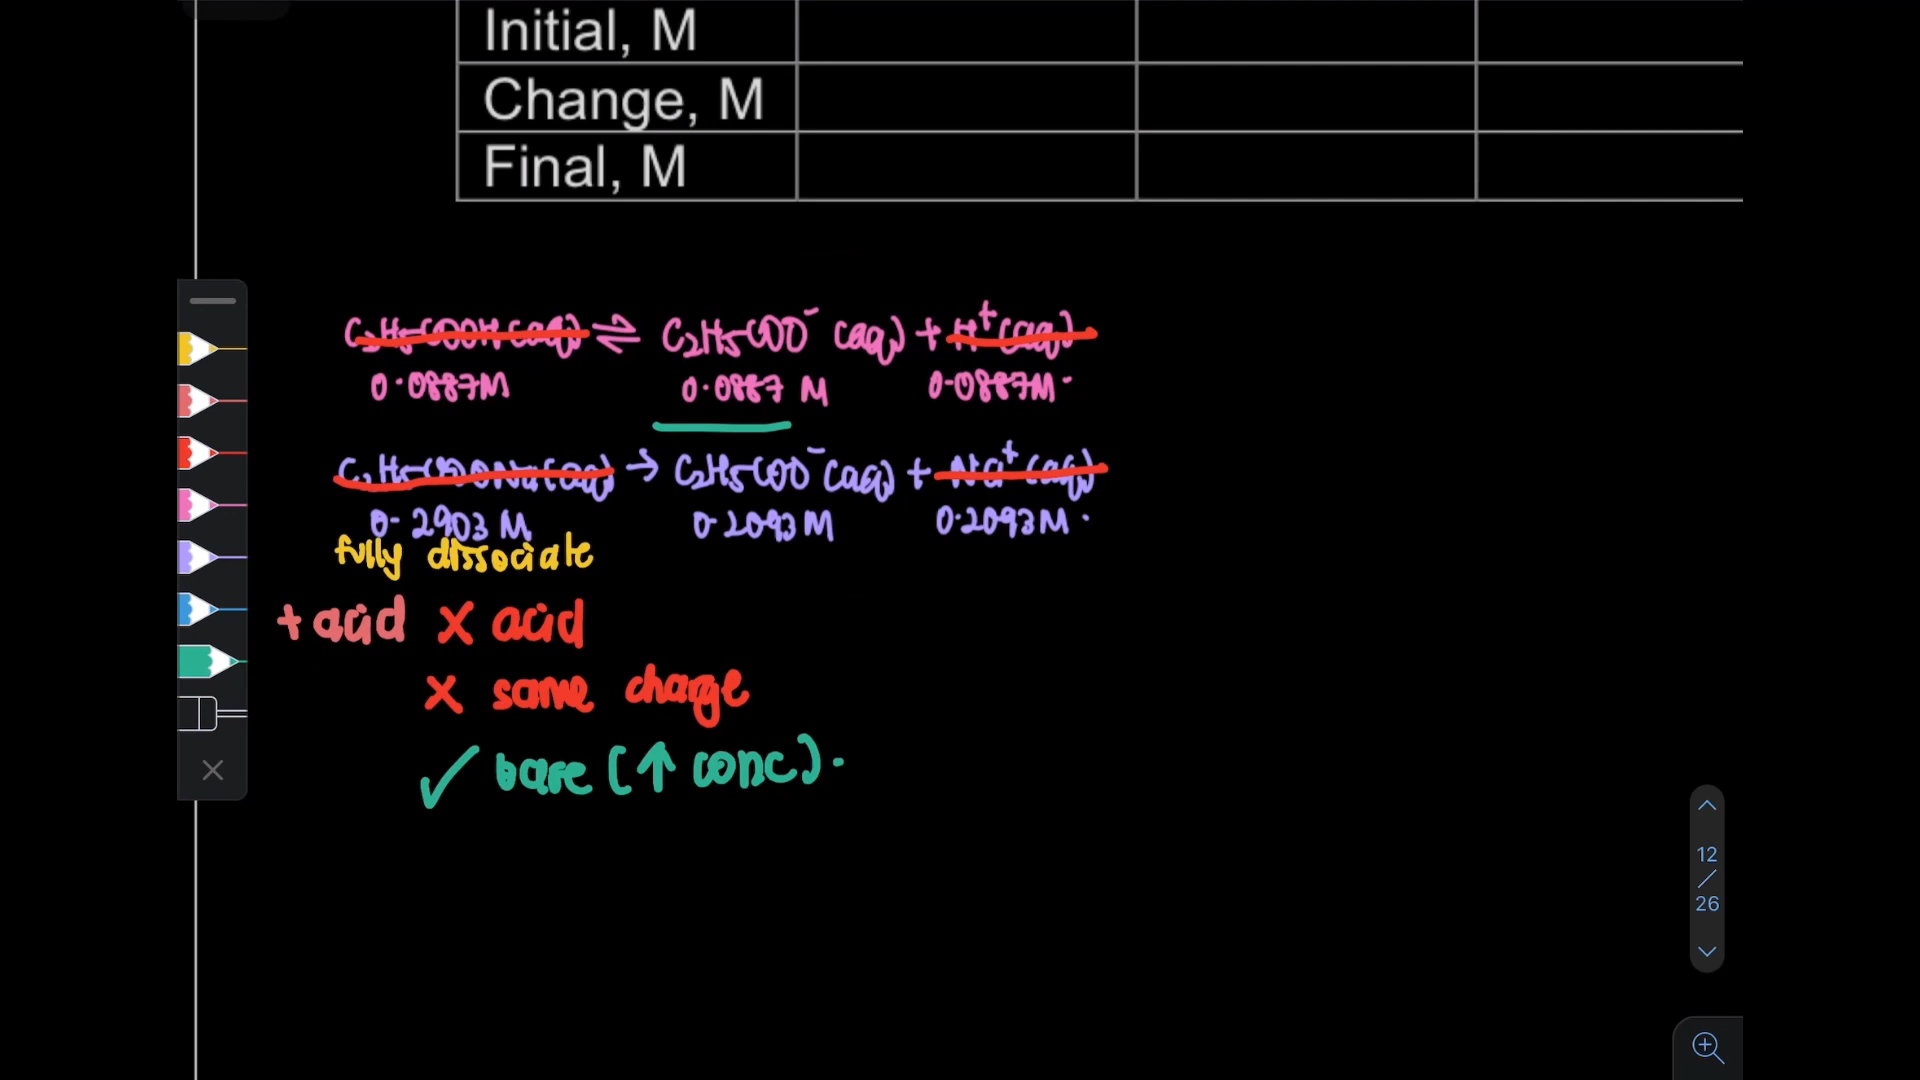 Initial, M
Change, M
Final, M
C₂H₅COOH (aq) ⇌ C₂H₅COO⁻ (aq) + H⁺ (aq)
0.0887M 0.0887 M 0.0887M.
C₂H₅COONa (aq) → C₂H₅COO⁻ (aq) + Na⁺ (aq)
0.2903 M 0.2093 M 0.2093 M.
fully dissociate
+ acid ✗ acid
✗ same charge
✓ base (↑ conc).
12
/
26